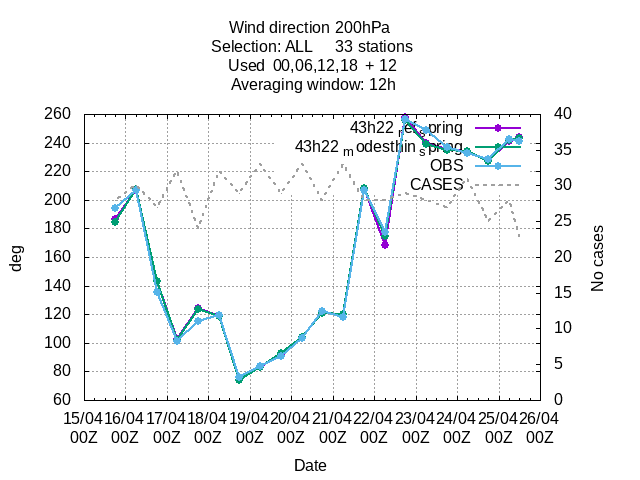 Wind direction 200hPa
Selection: ALL 33 stations
Used 00,06,12,18 + 12
Averaging window: 12h
43h22_ref_spring
43h22_modesthin_spring
OBS
CASES
260
240
220
200
180
160
140
120
100
80
60
deg
40
35
30
25
20
15
10
5
0
No cases
15/04 16/04 17/04 18/04 19/04 20/04 21/04 22/04 23/04 24/04 25/04 26/04
00Z 00Z 00Z 00Z 00Z 00Z 00Z 00Z 00Z 00Z 00Z 00Z
Date